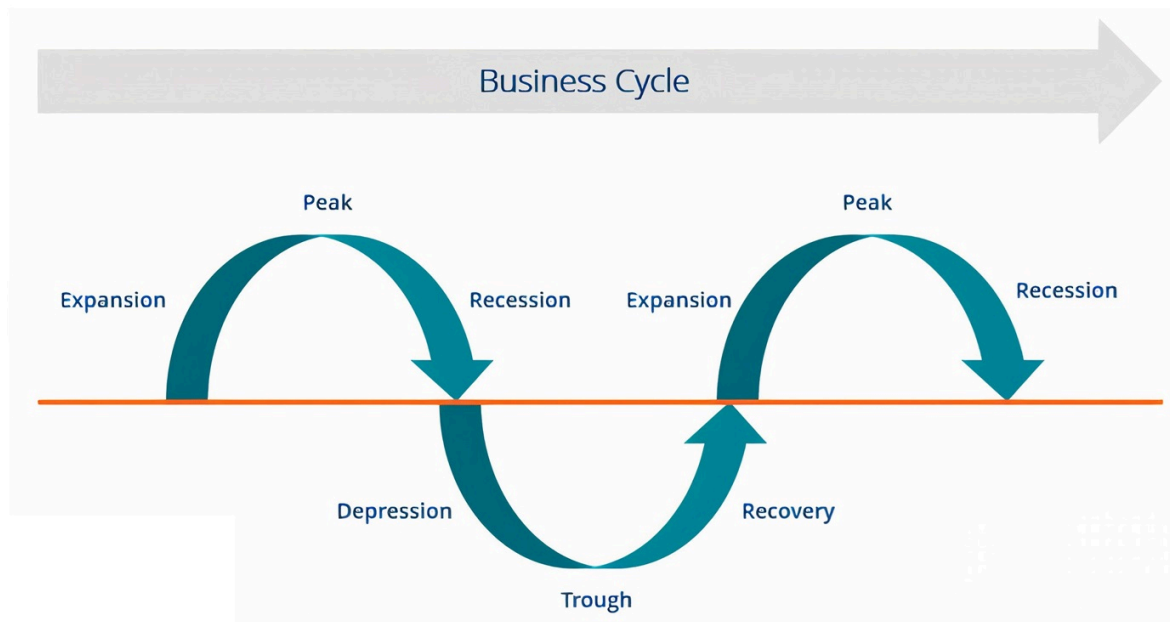 Business Cycle
Peak
Peak
Expansion
Recession
Expansion
Recession
Depression
Recovery
Trough